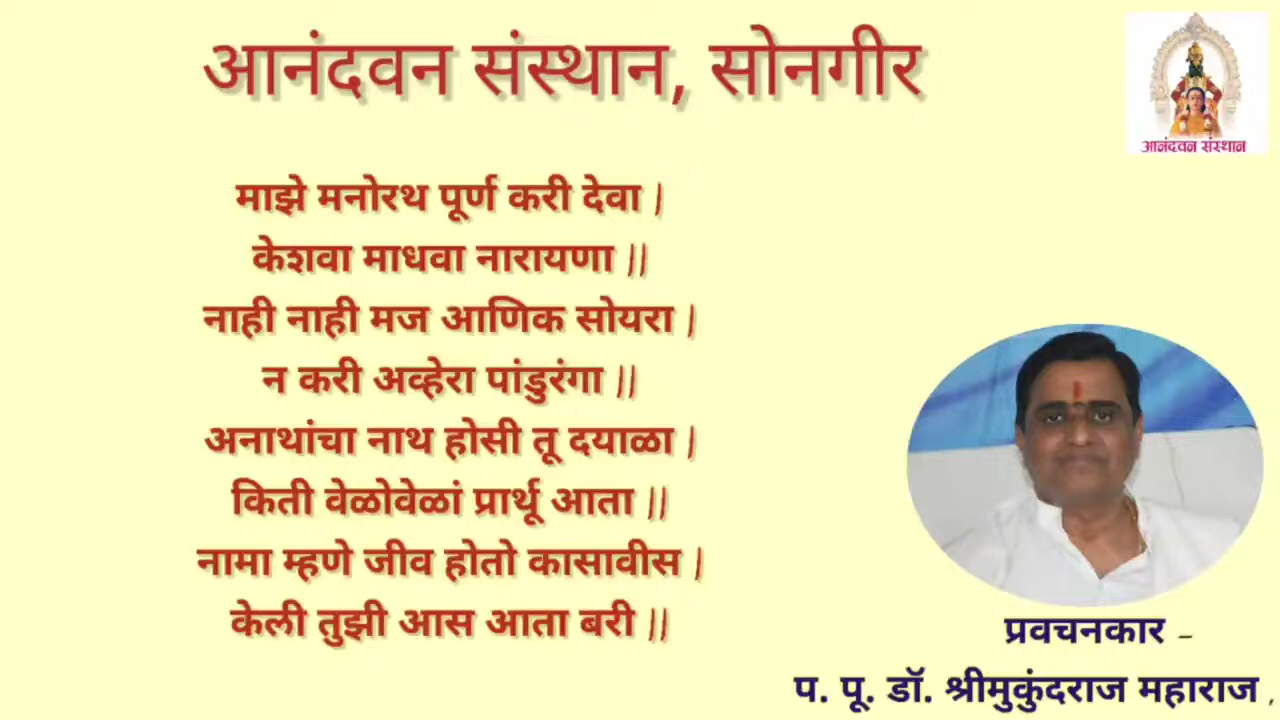 आनंदवन संस्थान, सोनगीर
आनंदवन संस्थान
माझे मनोरथ पूर्ण करी देवा |
केशवा माधवा नारायणा ||
नाही नाही मज आणिक सोयरा |
न करी अव्हेरा पांडुरंगा ||
अनाथांचा नाथ होसी तू दयाळा |
किती वेळोवेळां प्रार्थू आता ||
नामा म्हणे जीव होतो कासावीस |
केली तुझी आस आता बरी ||
प्रवचनकार -
प. पू. डॉ. श्रीमुकुंदराज महाराज ,